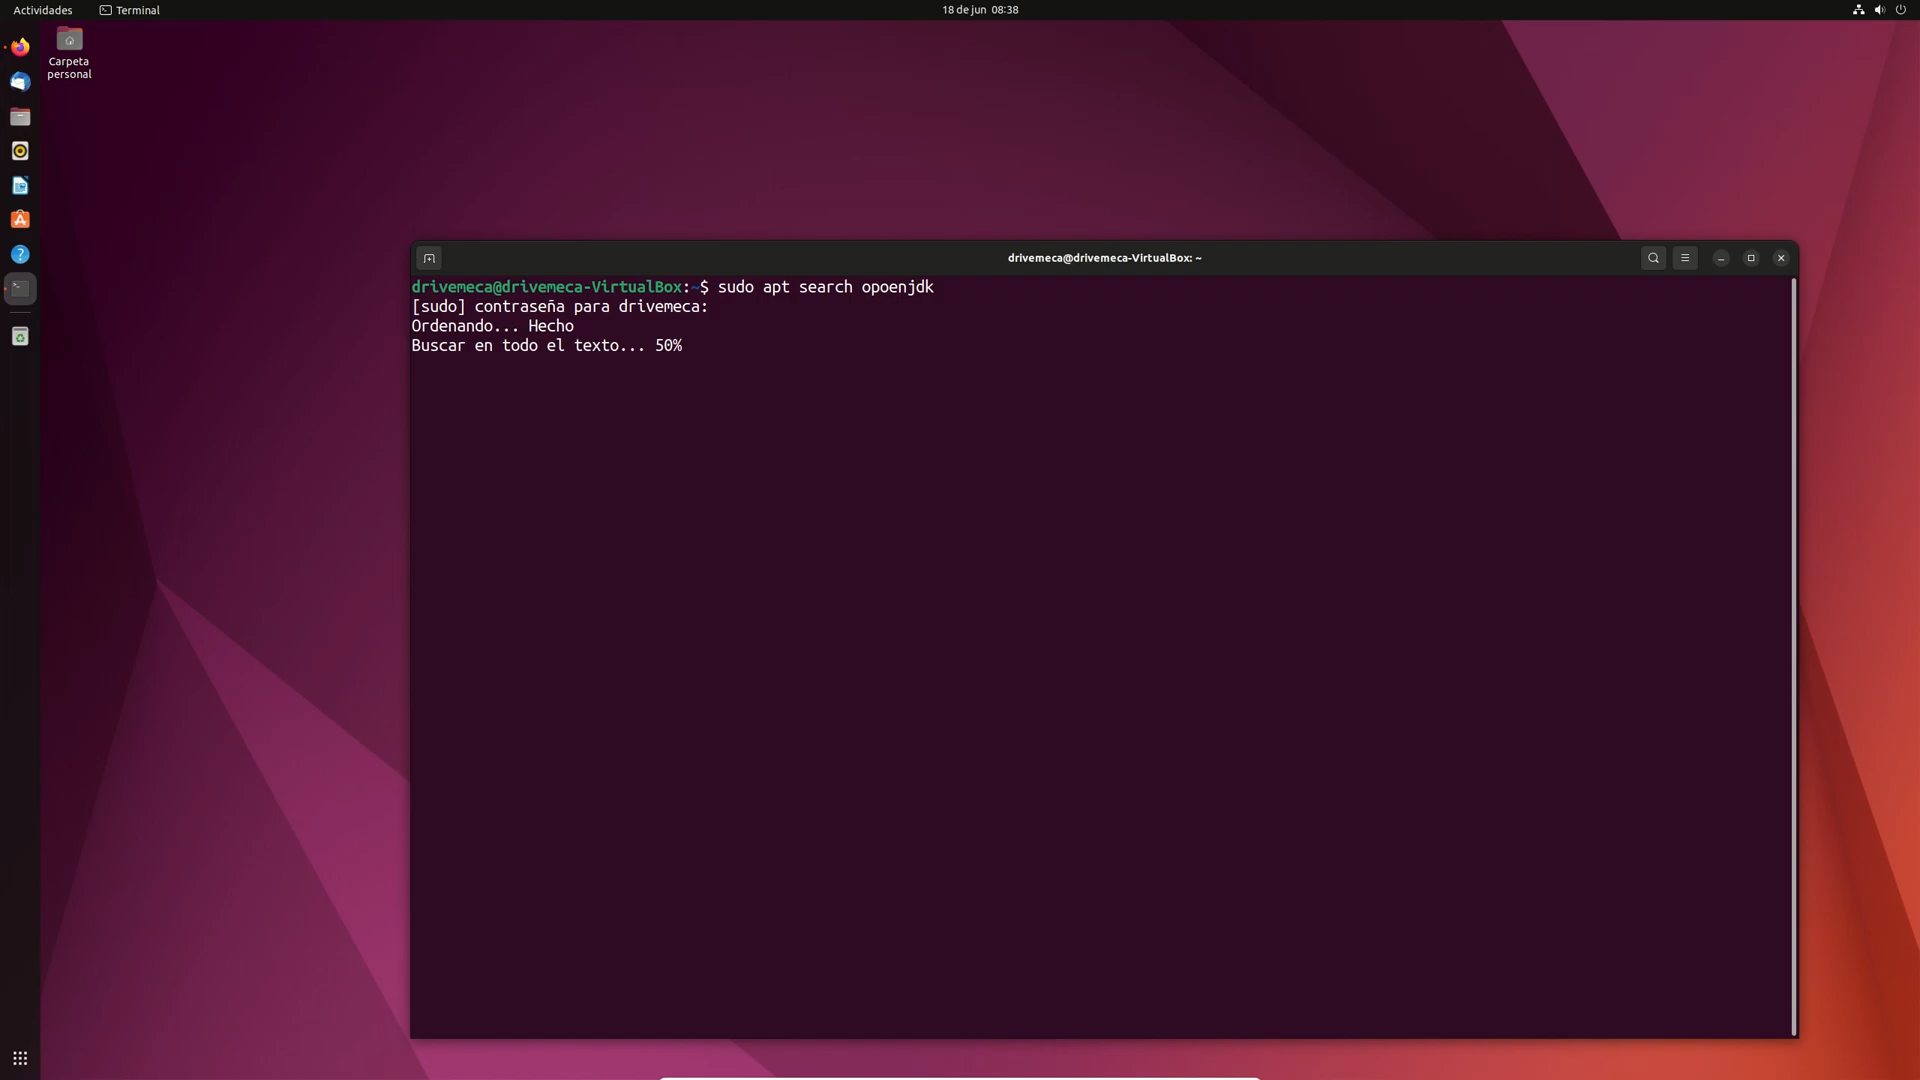 Actividades
Terminal
18 de jun 08:38
Carpeta
personal
drivemeca@drivemeca-VirtualBox: ~
drivemeca@drivemeca-VirtualBox:~$ sudo apt search opoenjdk
[sudo] contraseña para drivemeca:
Ordenando... Hecho
Buscar en todo el texto... 50%